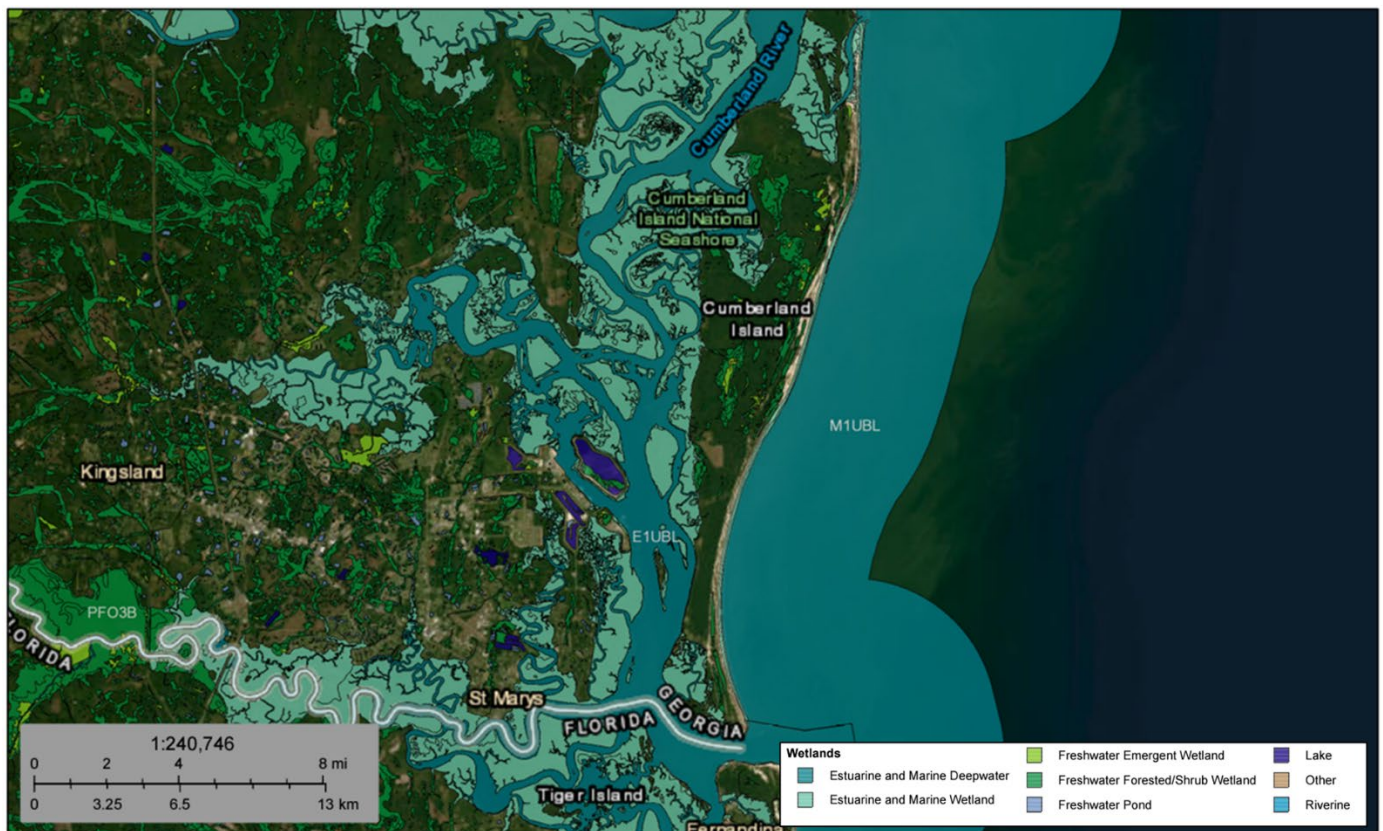 Cumberland River
Cumberland
Island National
Seashore
Cumberland
Island
M1UBL
Kingsland
E1UBL
PFO3B
FLORIDA
St Marys
FLORIDA
GEORGIA
1:240,746
0 2 4 8 mi
0 3.25 6.5 13 km
Tiger Island
Fernandina
Wetlands
Estuarine and Marine Deepwater
Estuarine and Marine Wetland
Freshwater Emergent Wetland
Freshwater Forested/Shrub Wetland
Freshwater Pond
Lake
Other
Riverine